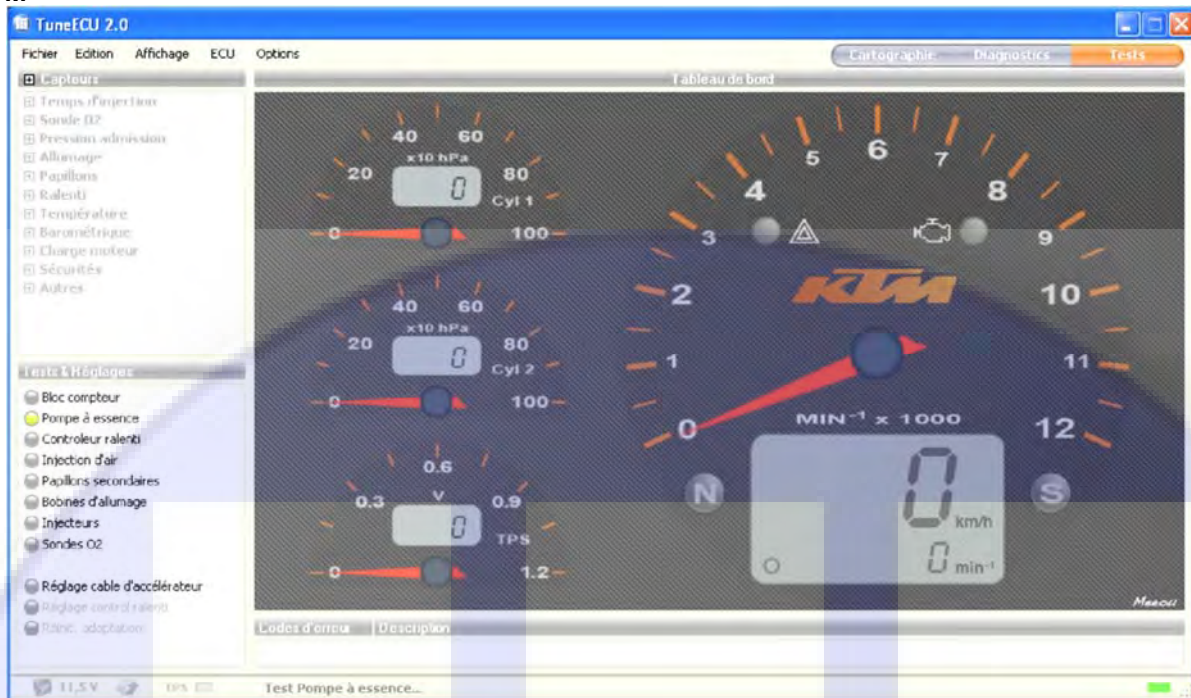 TuneECU 2.0
Fichier Edition Affichage ECU Options
Cartographie Diagnostics Tests
Capteurs
Tableau de bord
Temps d'injection
Sonde O2
Pression admission
Allumage
Papillons
Ralenti
Température
Barométrique
Charge moteur
Sécurités
Autres
Tests & Réglages
Bloc compteur
Pompe à essence
Controleur ralenti
Injection d'air
Papillons secondaires
Bobines d'allumage
Injecteurs
Sondes O2
Réglage cable d'accélérateur
Réglage control ralenti
Réinit. adaptation
0 20 40 60 80 100
x10 hPa
0
Cyl 1
0 20 40 60 80 100
x10 hPa
0
Cyl 2
0 0.3 0.6 0.9 1.2
V
0
TPS
0 1 2 3 4 5 6 7 8 9 10 11 12
KTM
MIN⁻¹ x 1000
N
S
0 km/h
0 min⁻¹
Codes d'erreur Description
11,5 V
Test Pompe à essence...